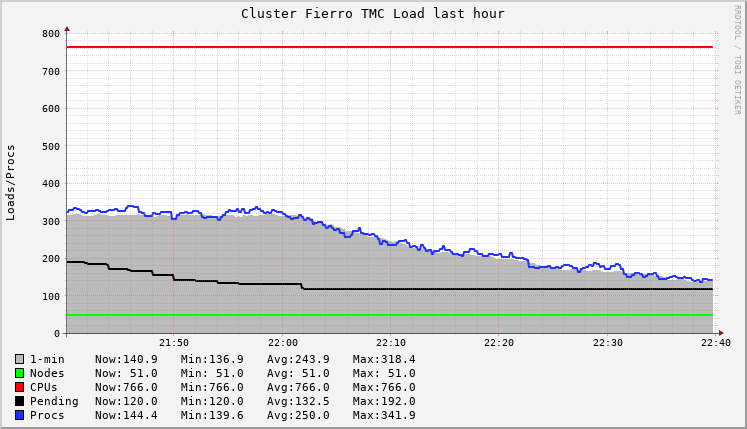 Cluster Fierro TMC Load last hour
RRDTOOL / TOBI OETIKER
Loads/Procs
800
700
600
500
400
300
200
100
0
21:50 22:00 22:10 22:20 22:30 22:40
1-min Now:140.9 Min:136.9 Avg:243.9 Max:318.4
Nodes Now: 51.0 Min: 51.0 Avg: 51.0 Max: 51.0
CPUs Now:766.0 Min:766.0 Avg:766.0 Max:766.0
Pending Now:120.0 Min:120.0 Avg:132.5 Max:192.0
Procs Now:144.4 Min:139.6 Avg:250.0 Max:341.9